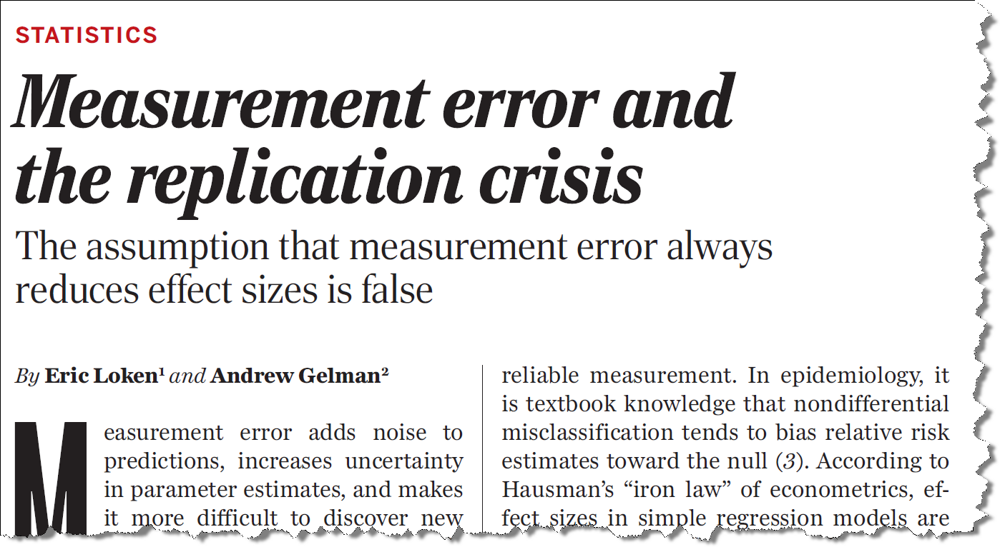 STATISTICS
Measurement error and
the replication crisis
The assumption that measurement error always
reduces effect sizes is false
By Eric Loken¹ and Andrew Gelman²
Measurement error adds noise to
predictions, increases uncertainty
in parameter estimates, and makes
it more difficult to discover new
reliable measurement. In epidemiology, it
is textbook knowledge that nondifferential
misclassification tends to bias relative risk
estimates toward the null (3). According to
Hausman’s “iron law” of econometrics, ef-
fect sizes in simple regression models are